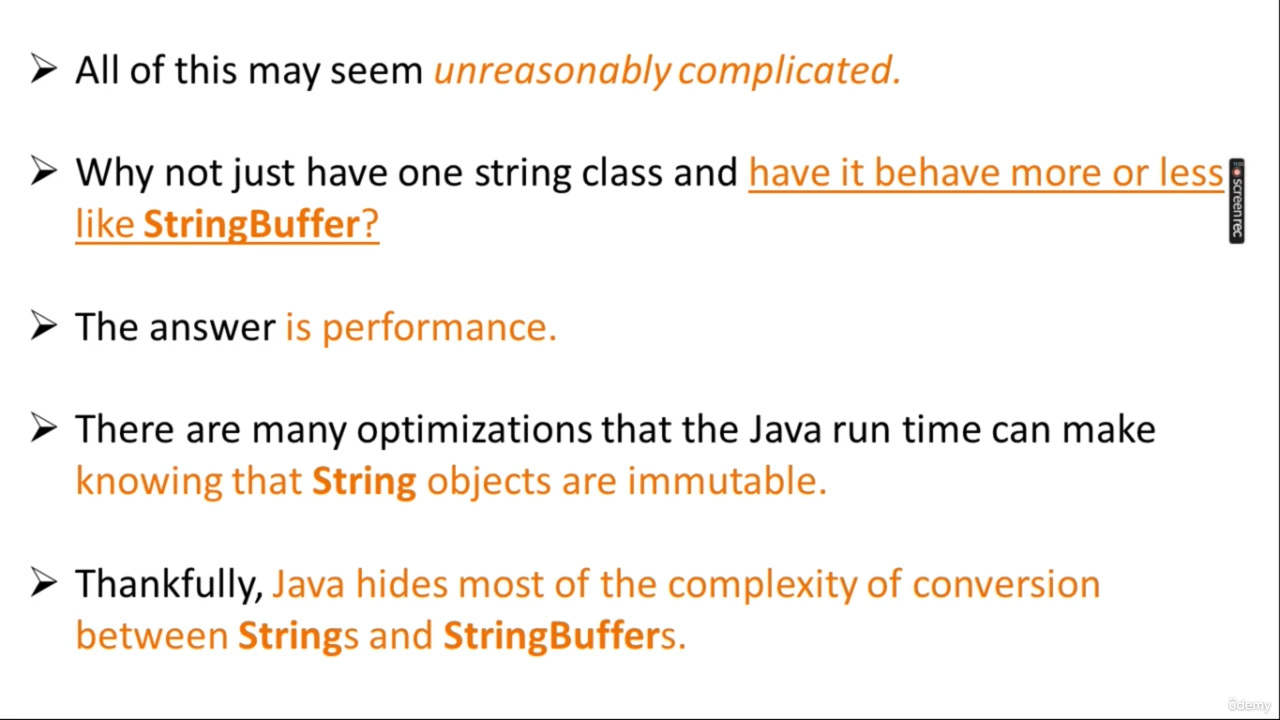 ➤ All of this may seem unreasonably complicated.
➤ Why not just have one string class and have it behave more or less
like StringBuffer?
➤ The answer is performance.
➤ There are many optimizations that the Java run time can make
knowing that String objects are immutable.
➤ Thankfully, Java hides most of the complexity of conversion
between Strings and StringBuffers.
screen rec
ûdemy